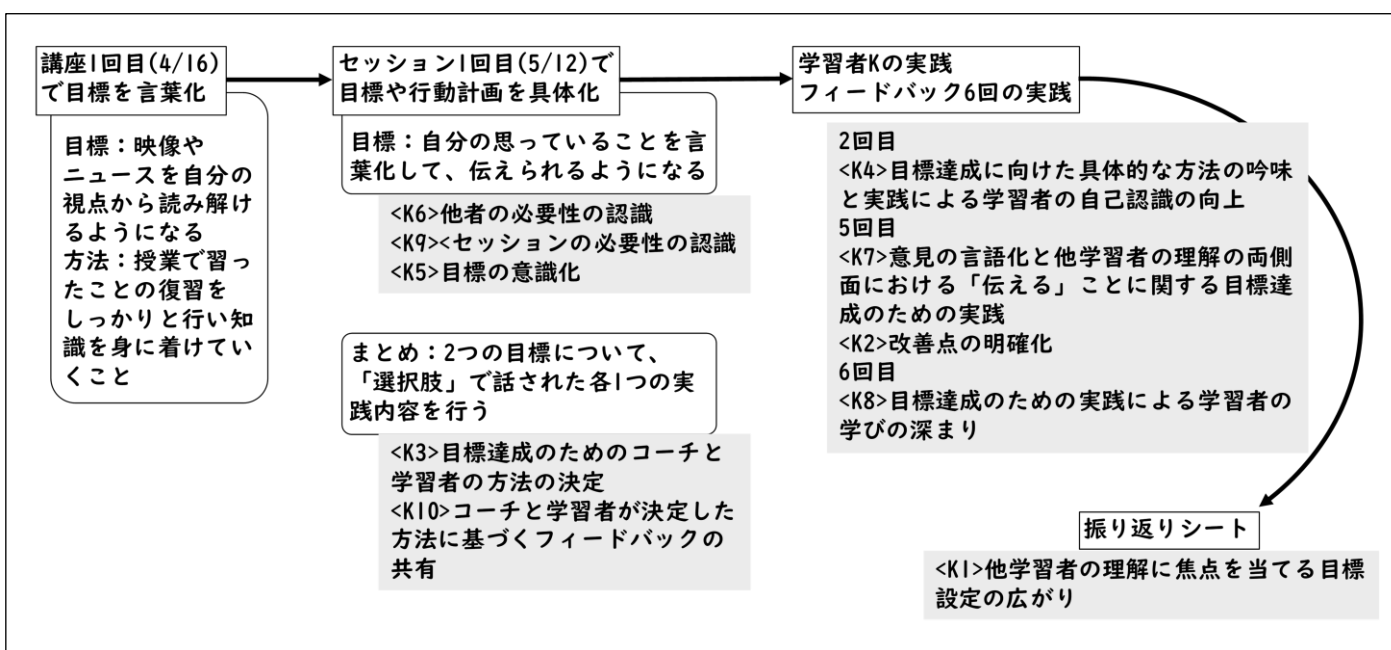 講座1回目(4/16)
で目標を言葉化
目標：映像や
ニュースを自分の
視点から読み解け
るようになる
方法：授業で習っ
たことの復習を
しっかりと行い知
識を身に着けてい
くこと
セッション1回目(5/12)で
目標や行動計画を具体化
目標：自分の思っていることを言
葉化して、伝えられるようになる
<K6>他者の必要性の認識
<K9><セッションの必要性の認識
<K5>目標の意識化
まとめ：2つの目標について、
「選択肢」で話された各1つの実
践内容を行う
<K3>目標達成のためのコーチと
学習者の方法の決定
<K10>コーチと学習者が決定した
方法に基づくフィードバックの
共有
学習者Kの実践
フィードバック6回の実践
2回目
<K4>目標達成に向けた具体的な方法の吟味
と実践による学習者の自己認識の向上
5回目
<K7>意見の言語化と他学習者の理解の両側
面における「伝える」ことに関する目標達
成のための実践
<K2>改善点の明確化
6回目
<K8>目標達成のための実践による学習者の
学びの深まり
振り返りシート
<K1>他学習者の理解に焦点を当てる目標
設定の広がり